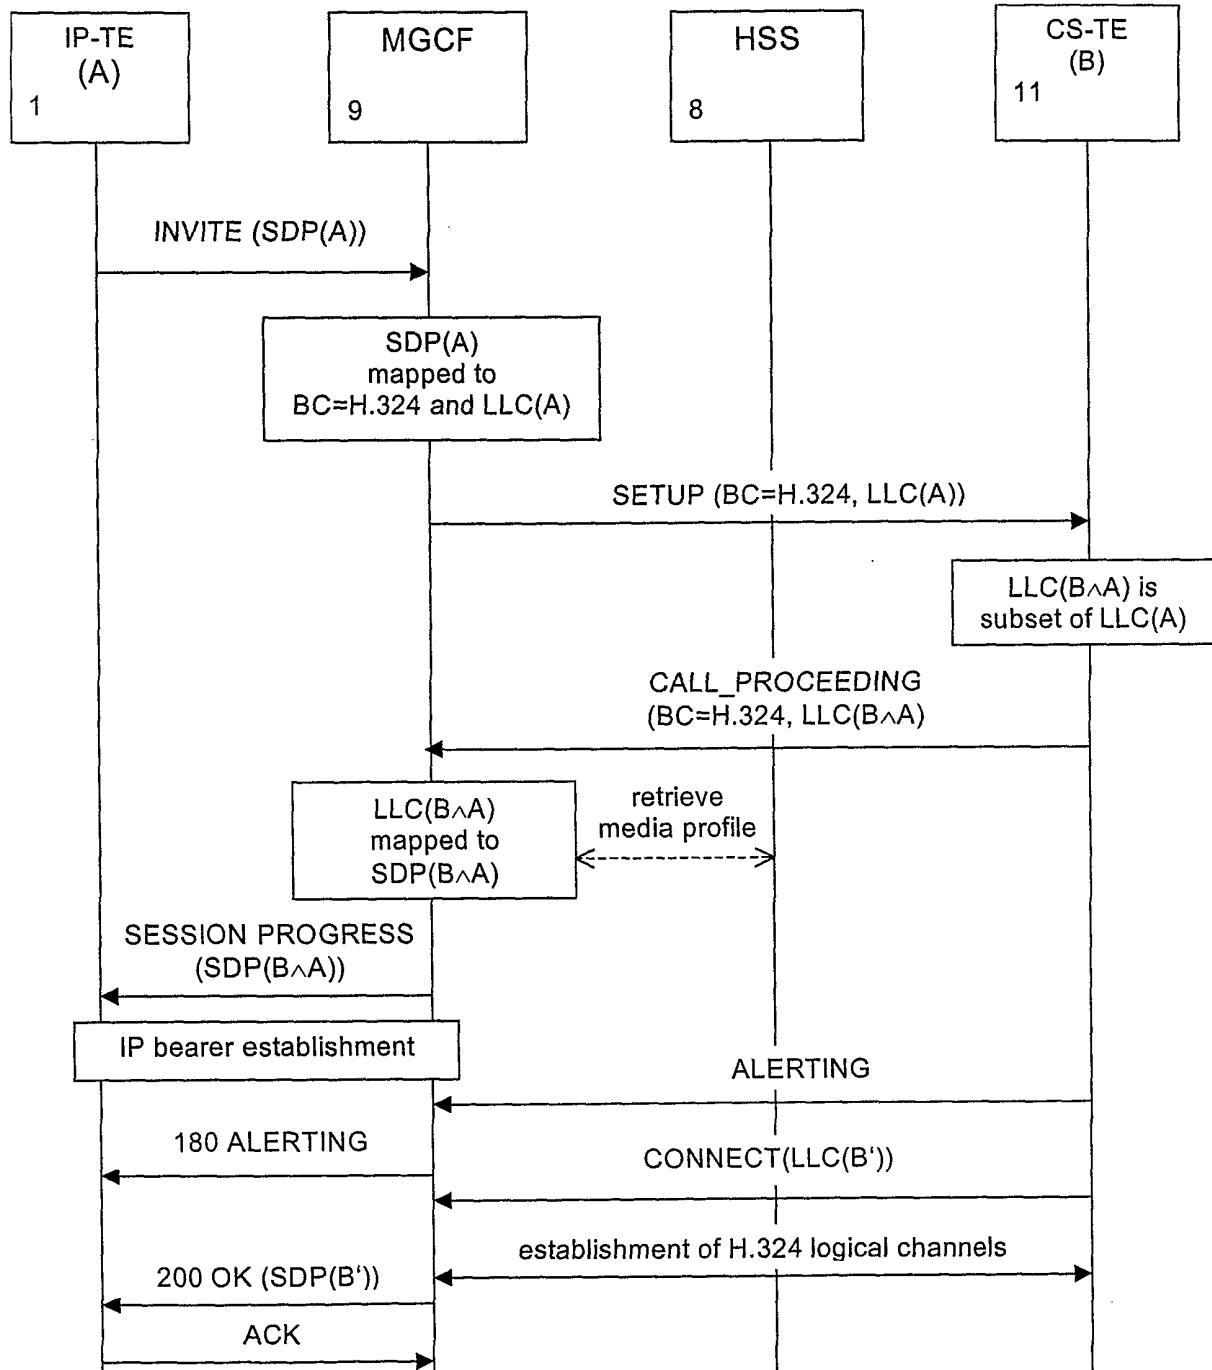 IP-TE
(A)
1
MGCF
9
HSS
8
CS-TE
(B)
11
INVITE (SDP(A))
SDP(A)
mapped to
BC=H.324 and LLC(A)
SETUP (BC=H.324, LLC(A))
LLC(B∧A) is
subset of LLC(A)
CALL_PROCEEDING
(BC=H.324, LLC(B∧A)
LLC(B∧A)
mapped to
SDP(B∧A)
retrieve
media profile
SESSION PROGRESS
(SDP(B∧A))
IP bearer establishment
ALERTING
180 ALERTING
CONNECT(LLC(B‘))
establishment of H.324 logical channels
200 OK (SDP(B‘))
ACK